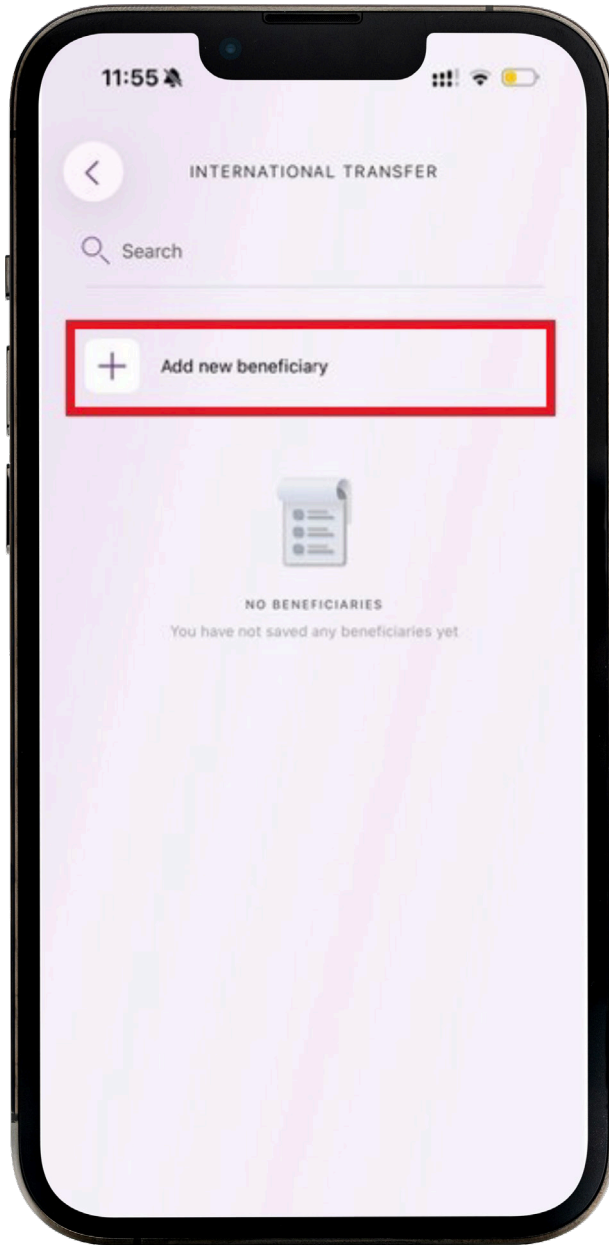 11:55
INTERNATIONAL TRANSFER
Search
Add new beneficiary
NO BENEFICIARIES
You have not saved any beneficiaries yet